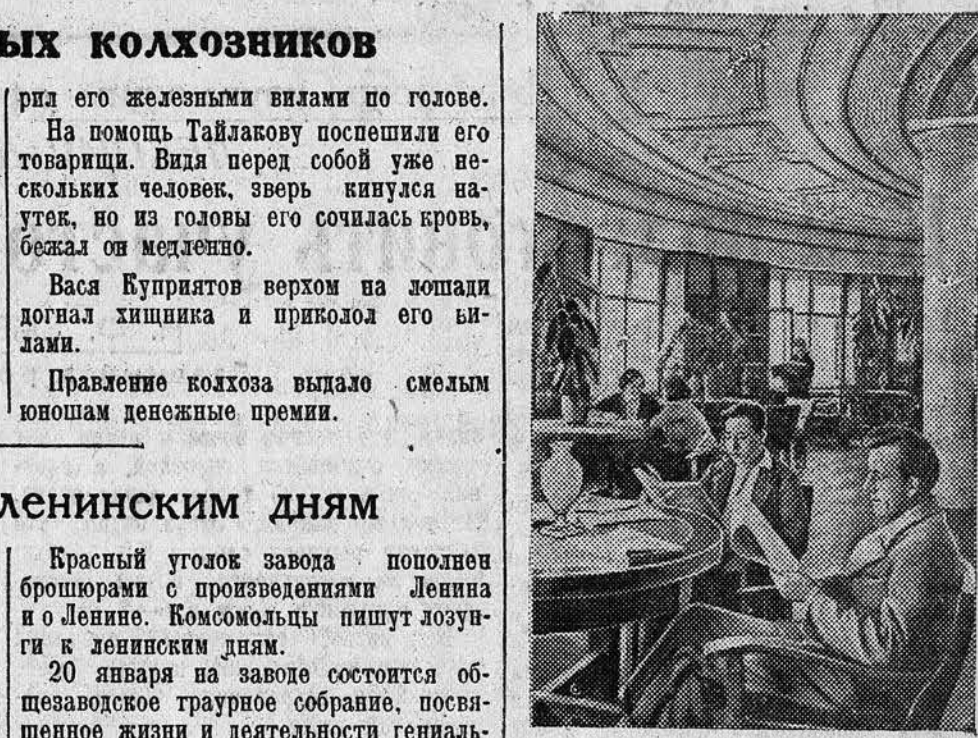 ЫХ КОЛХОЗНИКОВ
рил его железными вилами по голове.
На помощь Тайлакову поспешили его
товарищи. Видя перед собой уже не-
скольких человек, зверь кинулся на-
утек, но из головы его сочилась кровь,
бежал он медленно.
Вася Куприятов верхом на лошади
догнал хищника и приколол его ви-
лами.
Правление колхоза выдало смелым
юношам денежные премии.
ЛЕНИНСКИМ ДНЯМ
Красный уголок завода пополнен
брошюрами с произведениями Ленина
и о Ленине. Комсомольцы пишут лозун-
ги к ленинским дням.
20 января на заводе состоится об-
щезаводское траурное собрание, посвя-
щенное жизни и деятельности гениаль-